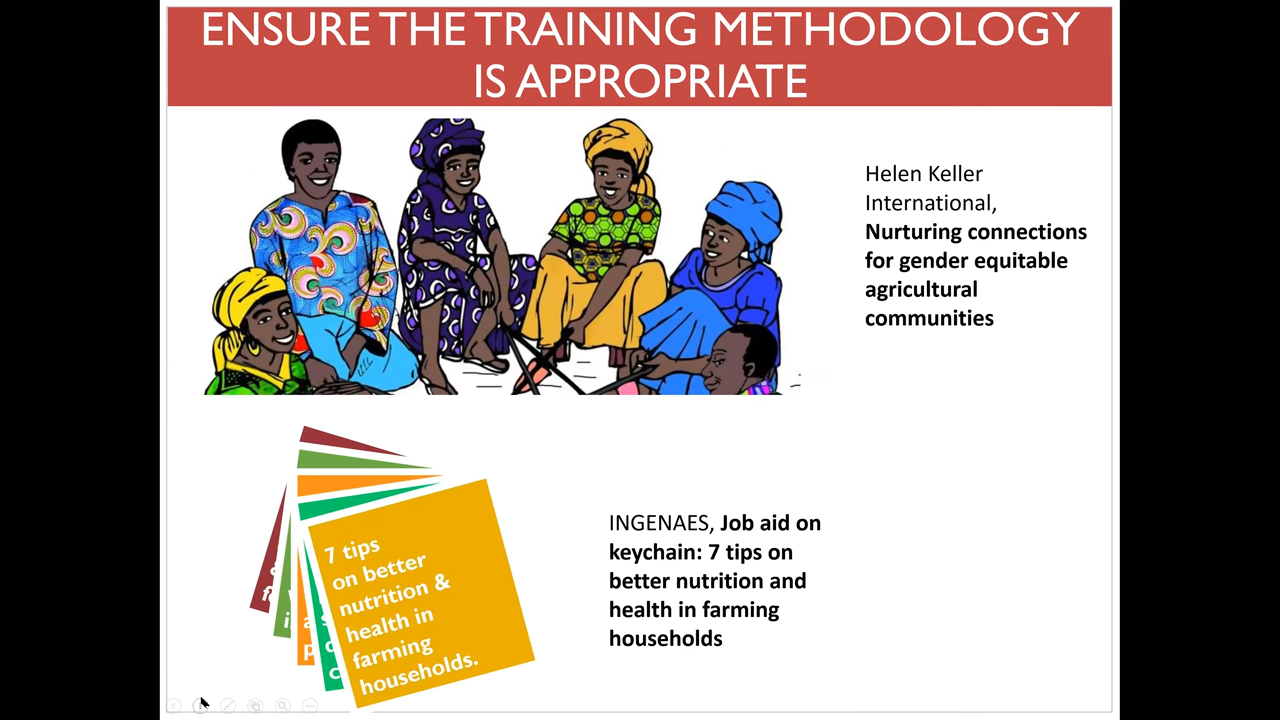 ENSURE THE TRAINING METHODOLOGY
IS APPROPRIATE
Helen Keller
International,
Nurturing connections
for gender equitable
agricultural
communities
7 tips
on better
nutrition &
health in
farming
households.
INGENAES, Job aid on
keychain: 7 tips on
better nutrition and
health in farming
households